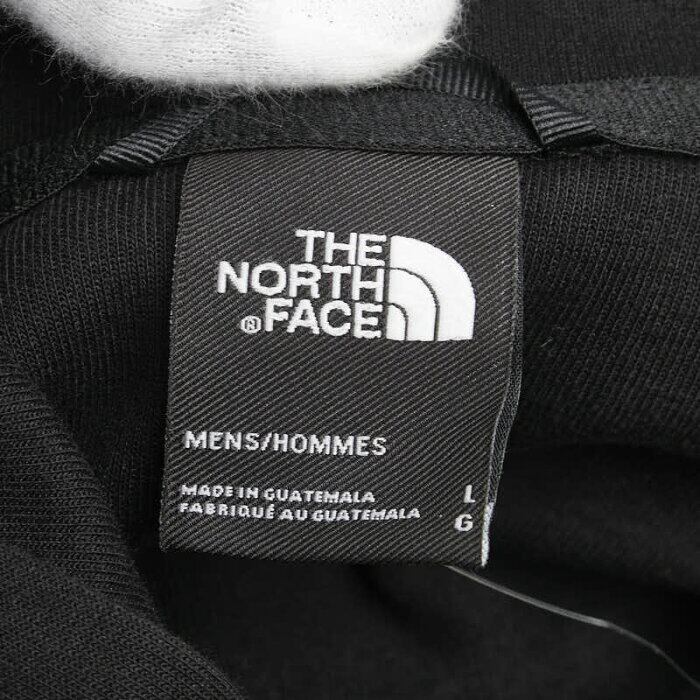 THE
NORTH
FACE
MENS/HOMMES
MADE IN GUATEMALA
FABRIQUÉ AU GUATEMALA
L
G